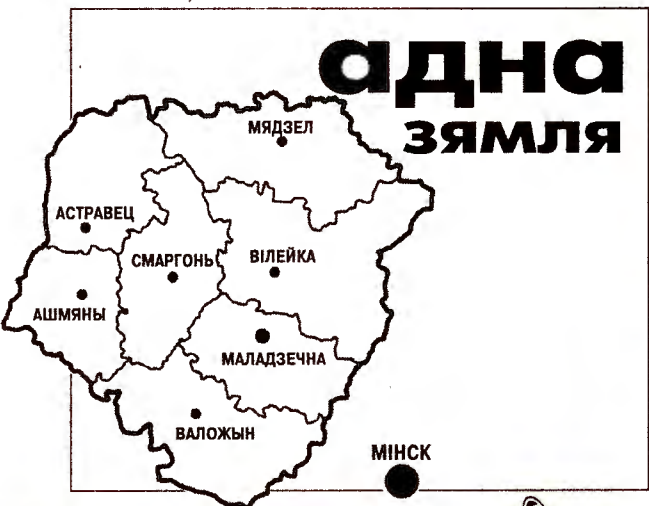 адна
зямля
МЯДЗЕЛ
АСТРАВЕЦ
СМАРГОНЬ
ВІЛЕЙКА
АШМЯНЫ
МАЛАДЗЕЧНА
ВАЛОЖЫН
МІНСК